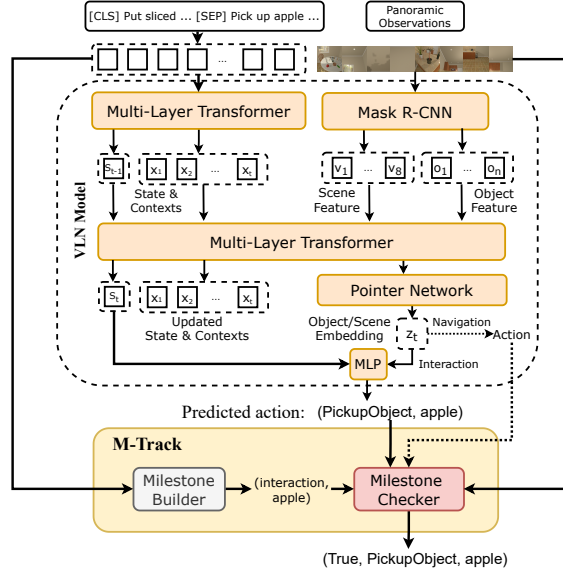 [CLS] Put sliced ... [SEP] Pick up apple ...
Panoramic
Observations
...
Multi-Layer Transformer
Mask R-CNN
S t-1
x₁ x₂ ... xt
v₁ ... v₈
o₁ ... oₙ
State &
Contexts
Scene
Feature
Object
Feature
VLN Model
Multi-Layer Transformer
Pointer Network
St
x₁ x₂ ... xt
Updated
State & Contexts
Object/Scene
Embedding
zt
Navigation
Action
MLP
Interaction
Predicted action: (PickupObject, apple)
M-Track
Milestone
Builder
(interaction,
apple)
Milestone
Checker
(True, PickupObject, apple)